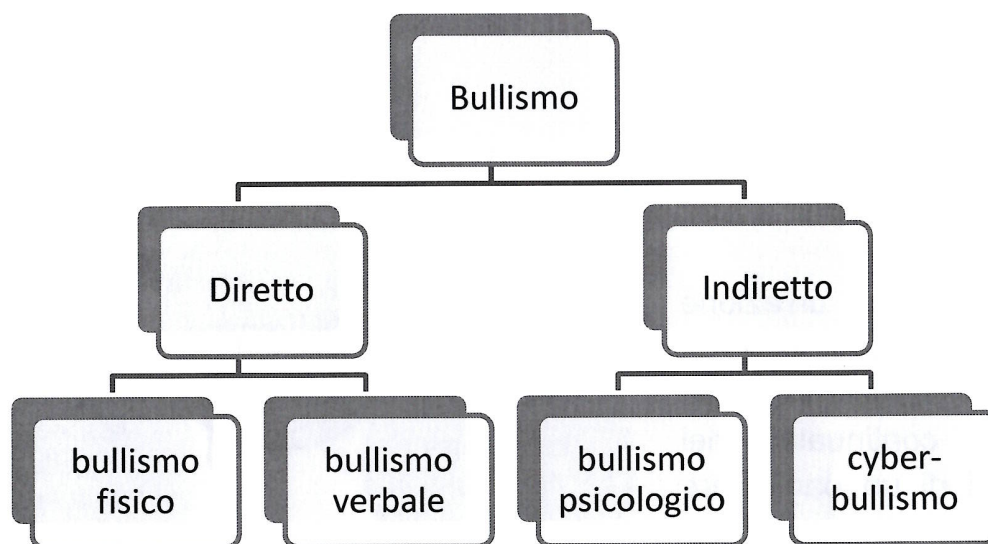 Bullismo
Diretto
Indiretto
bullismo
fisico
bullismo
verbale
bullismo
psicologico
cyber-
bullismo